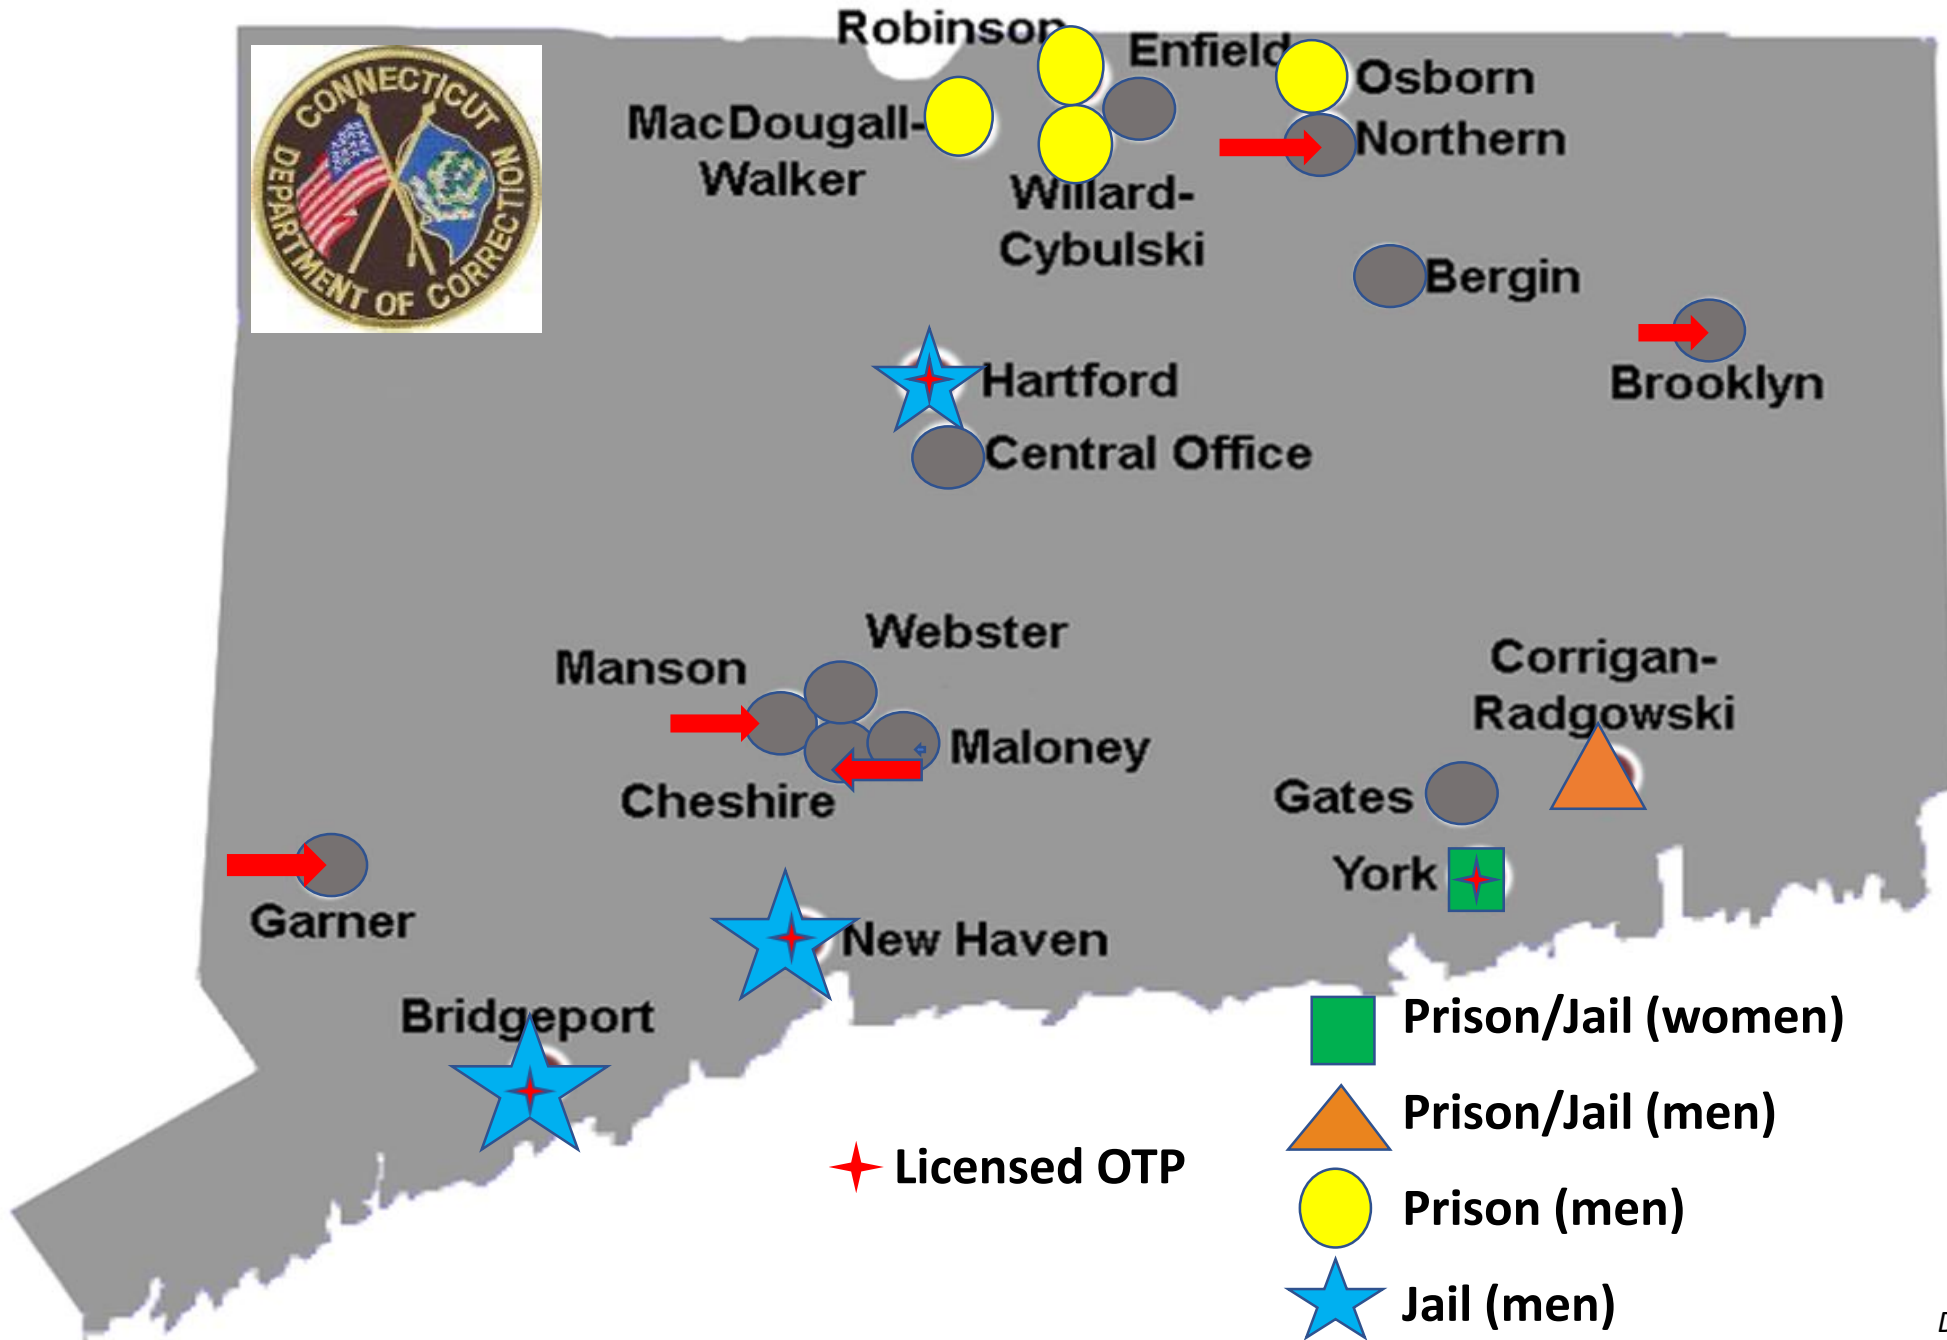 CONNECTICUT
DEPARTMENT OF CORRECTION
Robinson
Enfield
Osborn
MacDougall-
Walker
Northern
Willard-
Cybulski
Bergin
Brooklyn
Hartford
Central Office
Webster
Manson
Corrigan-
Radgowski
Maloney
Cheshire
Gates
York
Garner
New Haven
Bridgeport
Prison/Jail (women)
Prison/Jail (men)
Licensed OTP
Prison (men)
Jail (men)